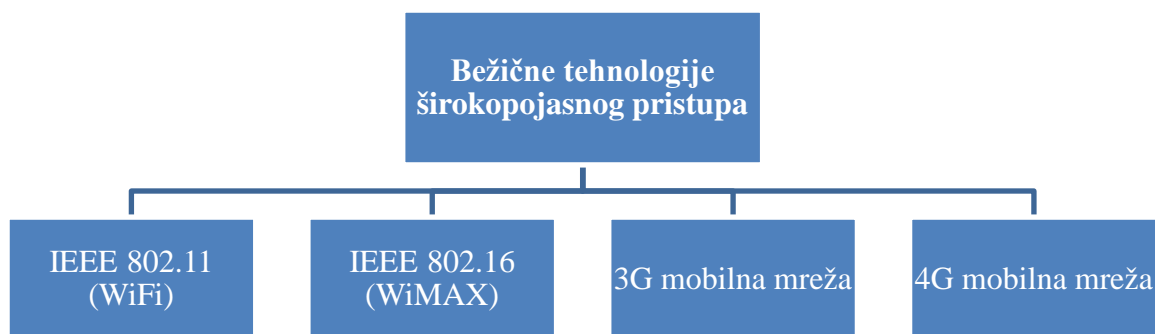 Bežične tehnologije
širokopojasnog pristupa
IEEE 802.11
(WiFi)
IEEE 802.16
(WiMAX)
3G mobilna mreža
4G mobilna mreža